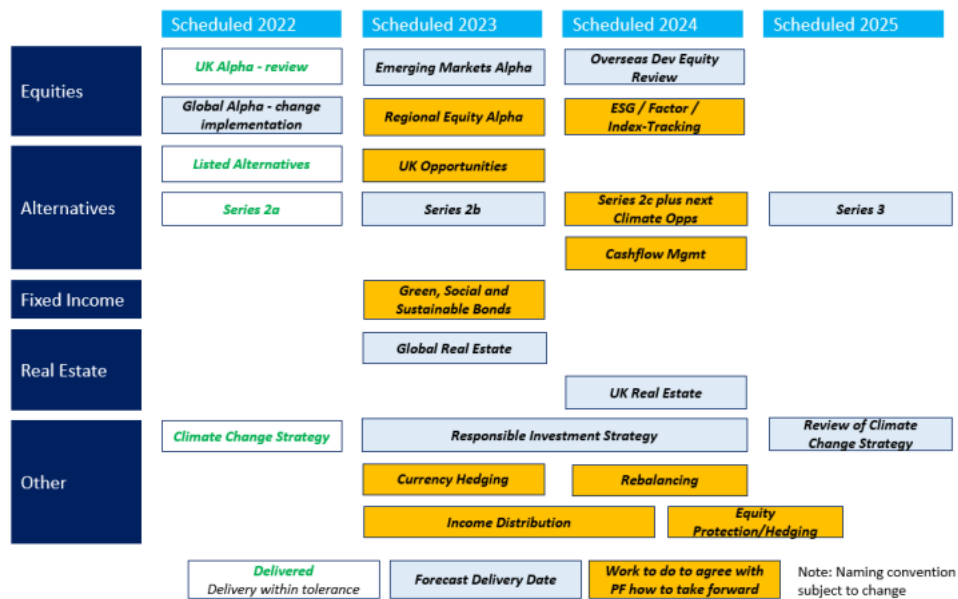 Scheduled 2022
Scheduled 2023
Scheduled 2024
Scheduled 2025
Equities
UK Alpha - review
Emerging Markets Alpha
Overseas Dev Equity
Review
Global Alpha - change
implementation
Regional Equity Alpha
ESG / Factor /
Index-Tracking
Alternatives
Listed Alternatives
UK Opportunities
Series 2a
Series 2b
Series 2c plus next
Climate Opps
Series 3
Cashflow Mgmt
Fixed Income
Green, Social and
Sustainable Bonds
Real Estate
Global Real Estate
UK Real Estate
Other
Climate Change Strategy
Responsible Investment Strategy
Review of Climate
Change Strategy
Currency Hedging
Rebalancing
Income Distribution
Equity
Protection/Hedging
Delivered
Delivery within tolerance
Forecast Delivery Date
Work to do to agree with
PF how to take forward
Note: Naming convention
subject to change